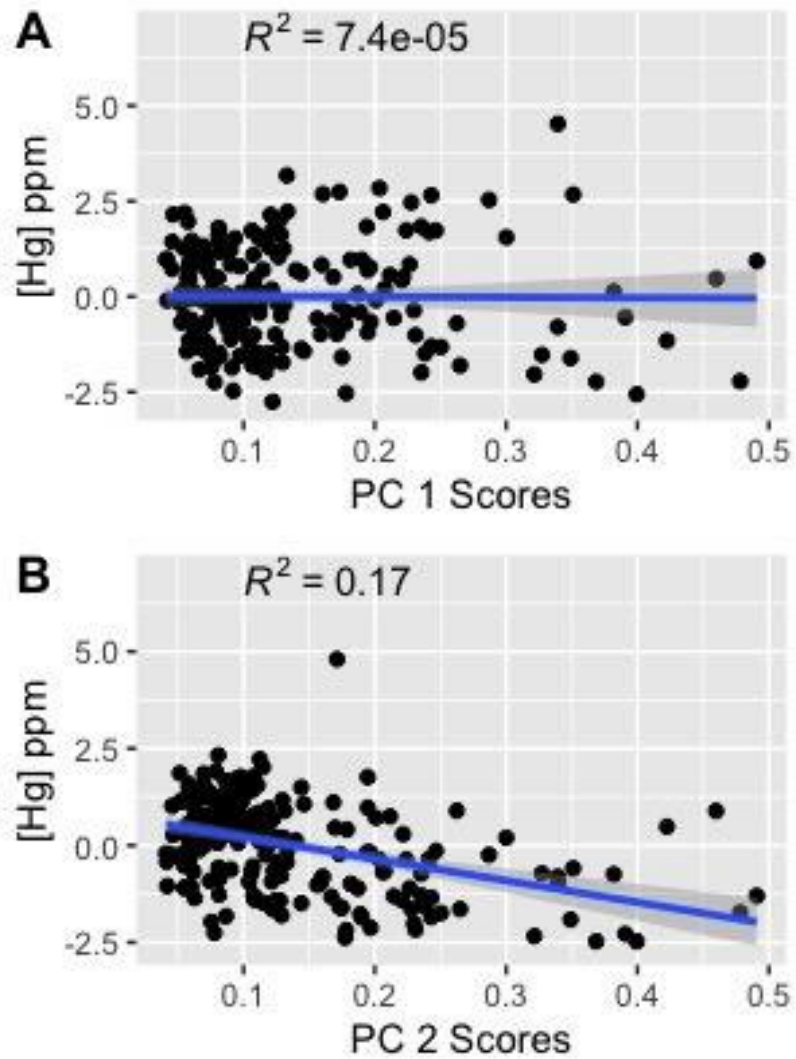 A
R² = 7.4e-05
[Hg] ppm
5.0
2.5
0.0
-2.5
0.1 0.2 0.3 0.4 0.5
PC 1 Scores
B
R² = 0.17
[Hg] ppm
5.0
2.5
0.0
-2.5
0.1 0.2 0.3 0.4 0.5
PC 2 Scores